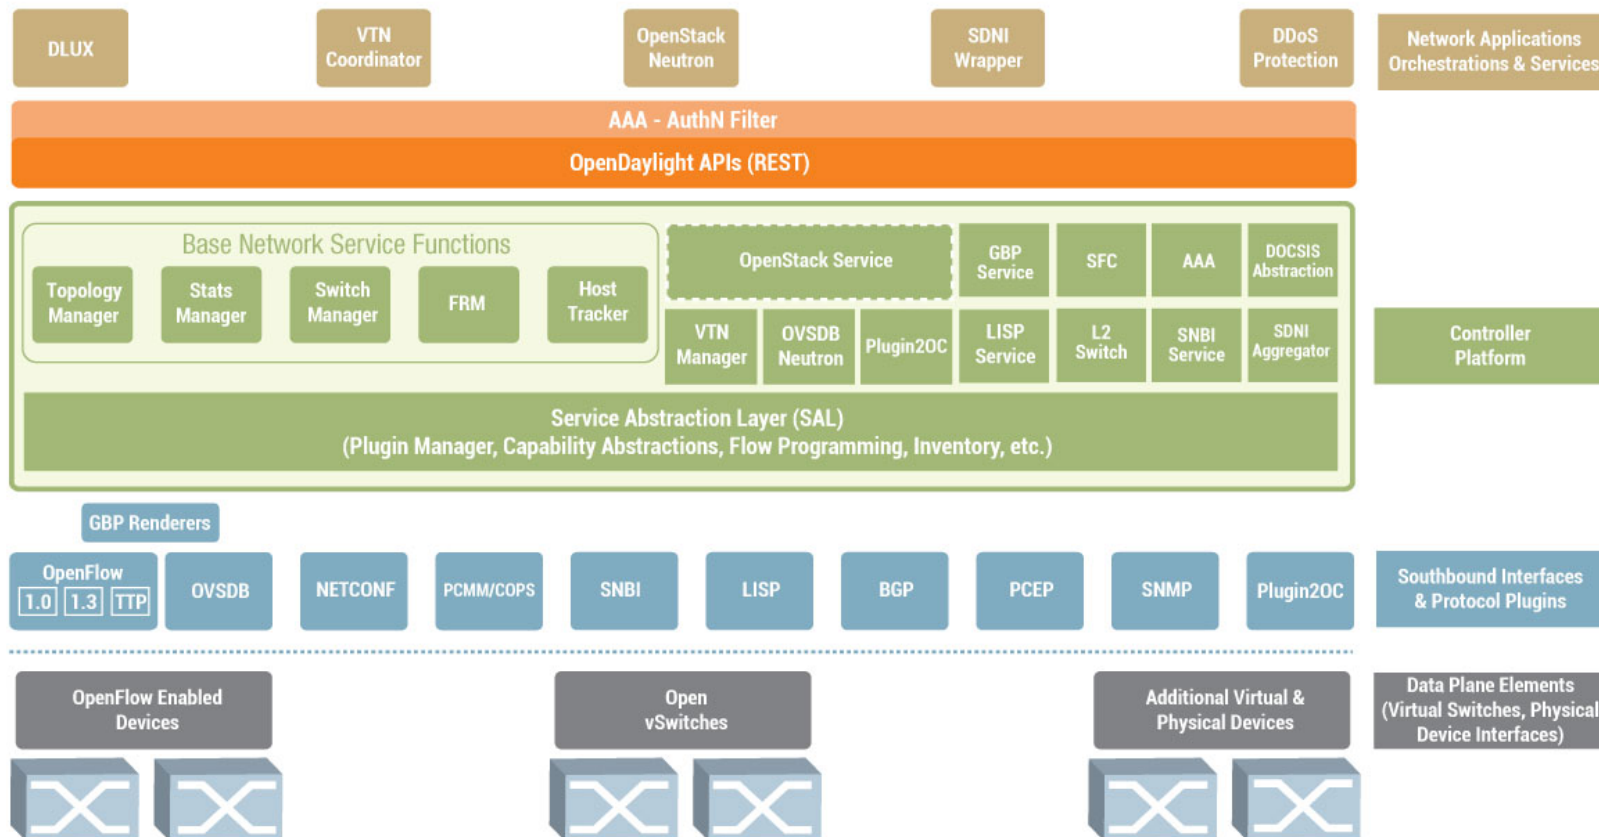 DLUX
VTN
Coordinator
OpenStack
Neutron
SDNI
Wrapper
DDoS
Protection
Network Applications
Orchestrations & Services
AAA - AuthN Filter
OpenDaylight APIs (REST)
Base Network Service Functions
Topology
Manager
Stats
Manager
Switch
Manager
FRM
Host
Tracker
OpenStack Service
GBP
Service
SFC
AAA
DOCSIS
Abstraction
VTN
Manager
OVSDB
Neutron
Plugin2OC
LISP
Service
L2
Switch
SNBI
Service
SDNI
Aggregator
Controller
Platform
Service Abstraction Layer (SAL)
(Plugin Manager, Capability Abstractions, Flow Programming, Inventory, etc.)
GBP Renderers
OpenFlow
1.0 1.3 TTP
OVSDB
NETCONF
PCMM/COPS
SNBI
LISP
BGP
PCEP
SNMP
Plugin2OC
Southbound Interfaces
& Protocol Plugins
OpenFlow Enabled
Devices
Open
vSwitches
Additional Virtual &
Physical Devices
Data Plane Elements
(Virtual Switches, Physical
Device Interfaces)